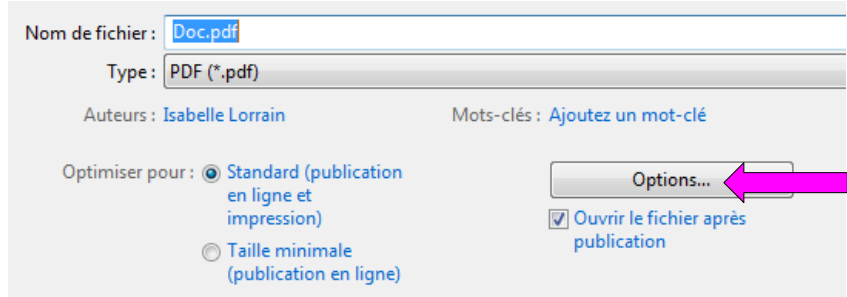 Nom de fichier : Doc.pdf
Type : PDF (*.pdf)
Auteurs : Isabelle Lorrain Mots-clés : Ajoutez un mot-clé
Optimiser pour : Standard (publication
en ligne et
impression)
Taille minimale
(publication en ligne)
Options...
Ouvrir le fichier après
publication